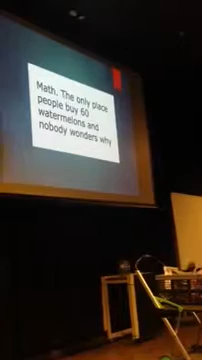 Math. The only place
people buy 60
watermelons and
nobody wonders why